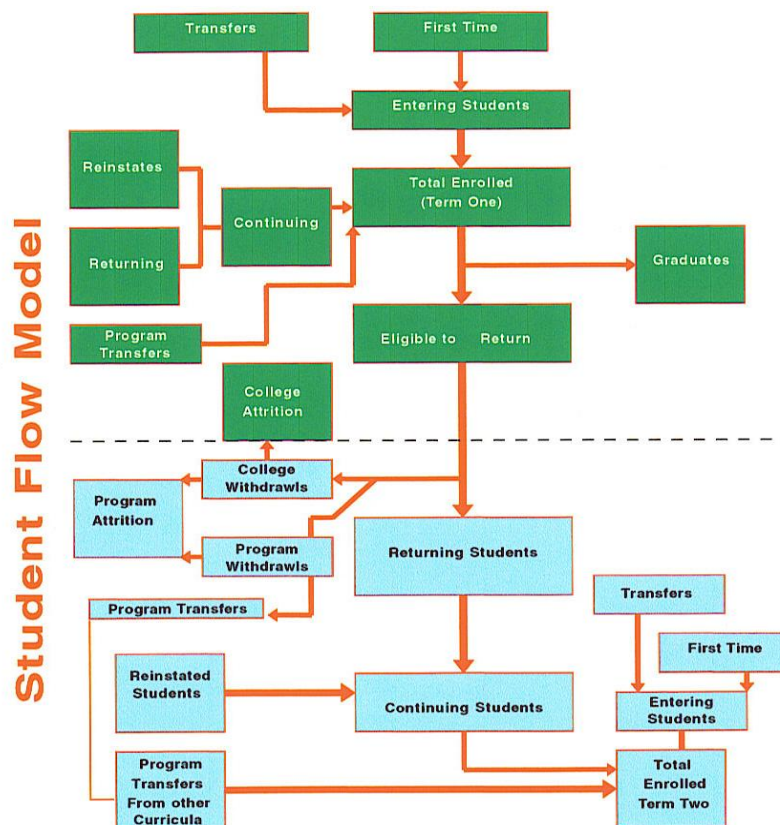 Student Flow Model
Transfers
First Time
Entering Students
Reinstates
Total Enrolled
(Term One)
Continuing
Returning
Graduates
Program
Transfers
Eligible to Return
College
Attrition
College
Withdrawls
Program
Attrition
Program
Withdrawls
Returning Students
Program Transfers
Transfers
First Time
Reinstated
Students
Continuing Students
Entering
Students
Program
Transfers
From other
Curricula
Total
Enrolled
Term Two